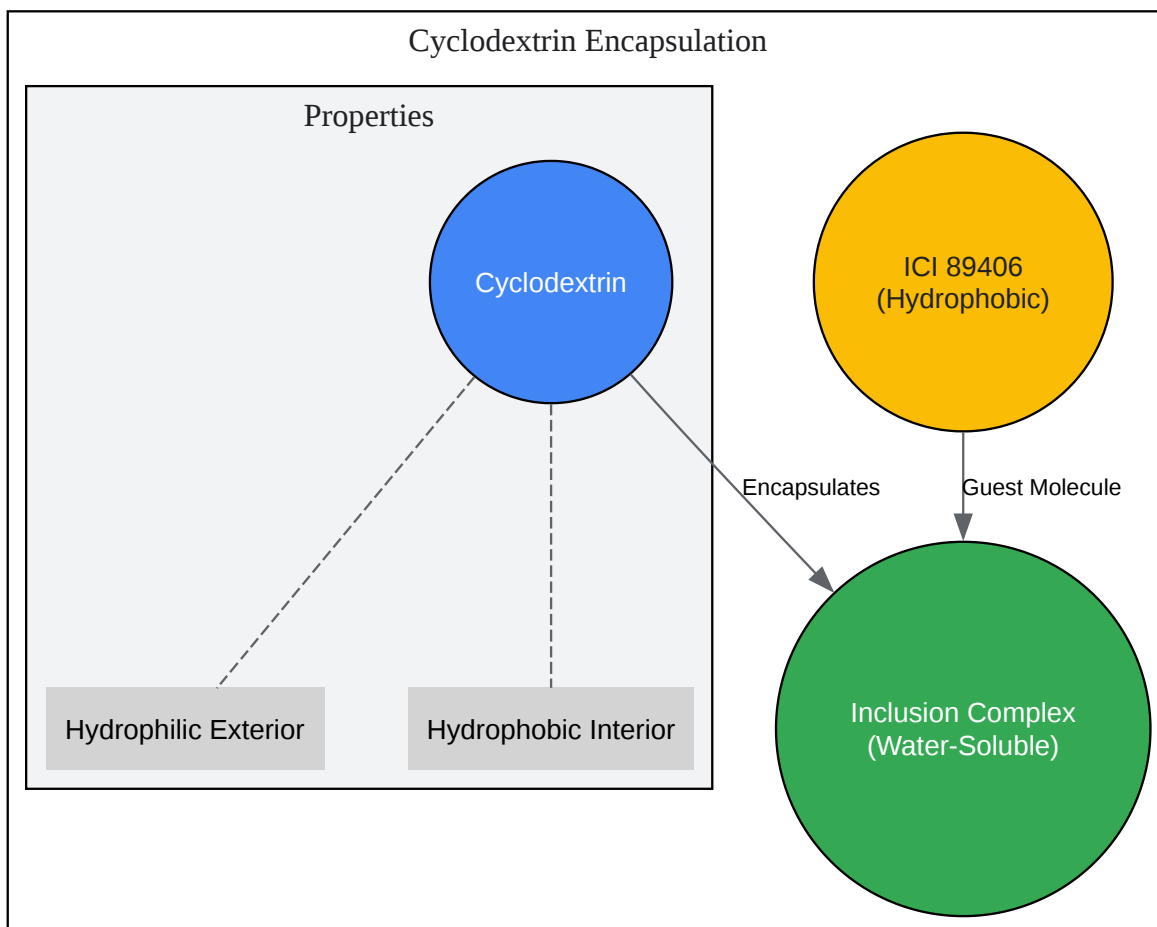 Cyclodextrin Encapsulation
Properties
Cyclodextrin
ICI 89406
(Hydrophobic)
Encapsulates
Guest Molecule
Hydrophilic Exterior
Hydrophobic Interior
Inclusion Complex
(Water-Soluble)